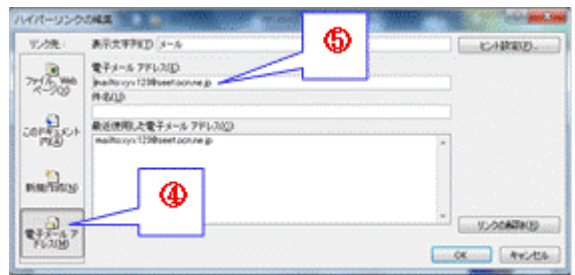 ハイパーリンクの編集
リンク先:
表示文字列(D) メール
ヒント設定(P)..
⑤
電子メール アドレス(E)
ファイル、Web
ページ(X)
mailto:xyx123@seet.ocn.ne.jp
件名(U)
このドキュメント
内(A)
最近使用した電子メール アドレス(C)
mailto:xyx123@seet.ocn.ne.jp
新規作成(N)
④
電子メール ア
ドレス(M)
リンクの解除(R)
OK
キャンセル